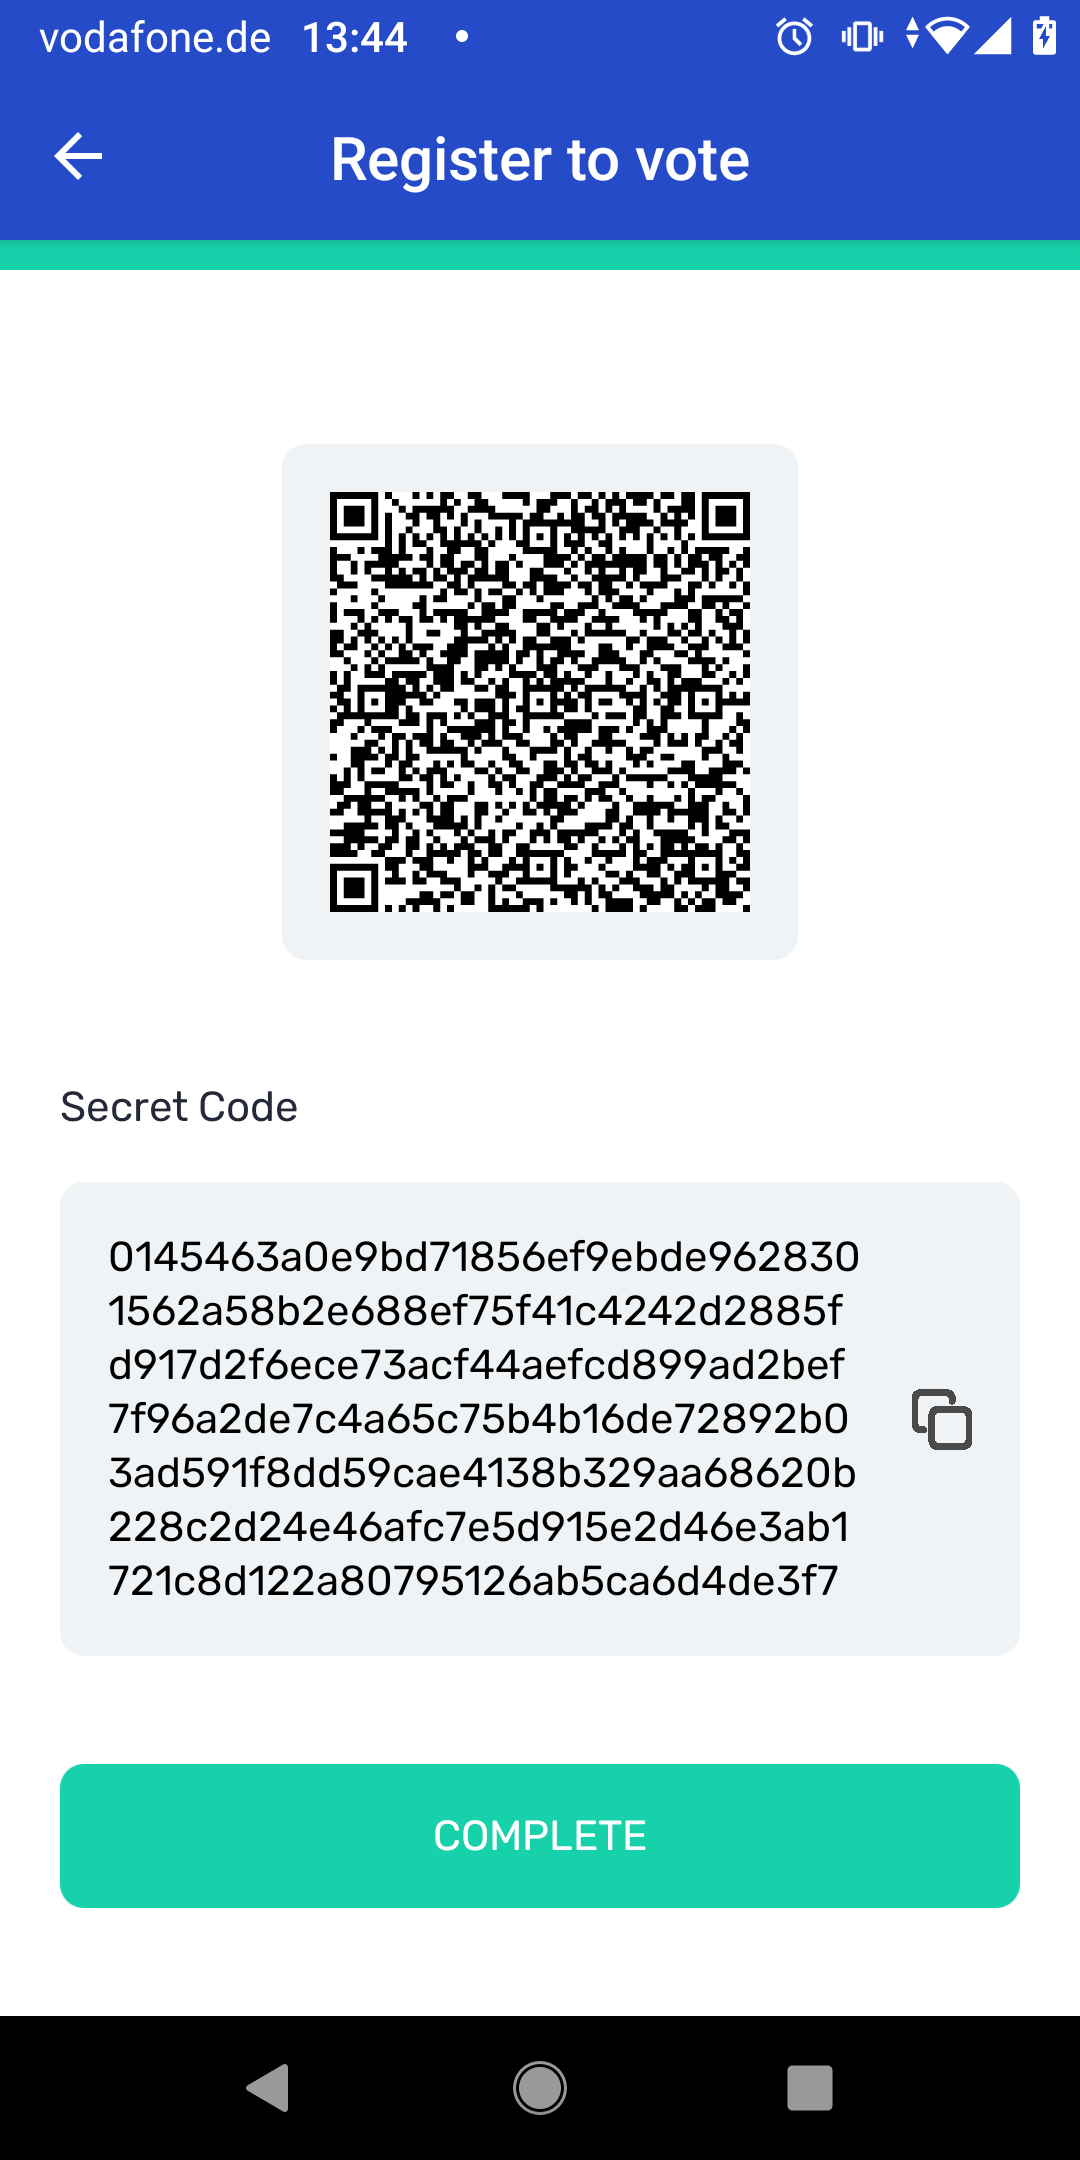 vodafone.de 13:44
Register to vote
Secret Code
0145463a0e9bd71856ef9ebde962830
1562a58b2e688ef75f41c4242d2885f
d917d2f6ece73acf44aefcd899ad2bef
7f96a2de7c4a65c75b4b16de72892b0
3ad591f8dd59cae4138b329aa68620b
228c2d24e46afc7e5d915e2d46e3ab1
721c8d122a80795126ab5ca6d4de3f7
COMPLETE